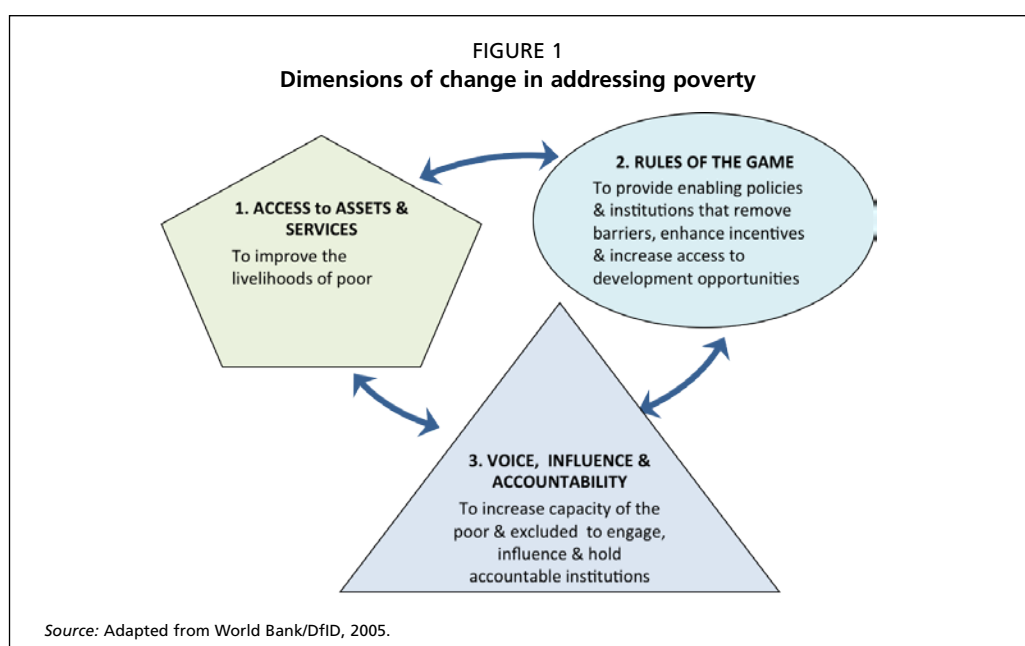 FIGURE 1
Dimensions of change in addressing poverty
1. ACCESS to ASSETS &
SERVICES
To improve the
livelihoods of poor
2. RULES OF THE GAME
To provide enabling policies
& institutions that remove
barriers, enhance incentives
& increase access to
development opportunities
3. VOICE, INFLUENCE &
ACCOUNTABILITY
To increase capacity of the
poor & excluded to engage,
influence & hold
accountable institutions
Source: Adapted from World Bank/DfID, 2005.